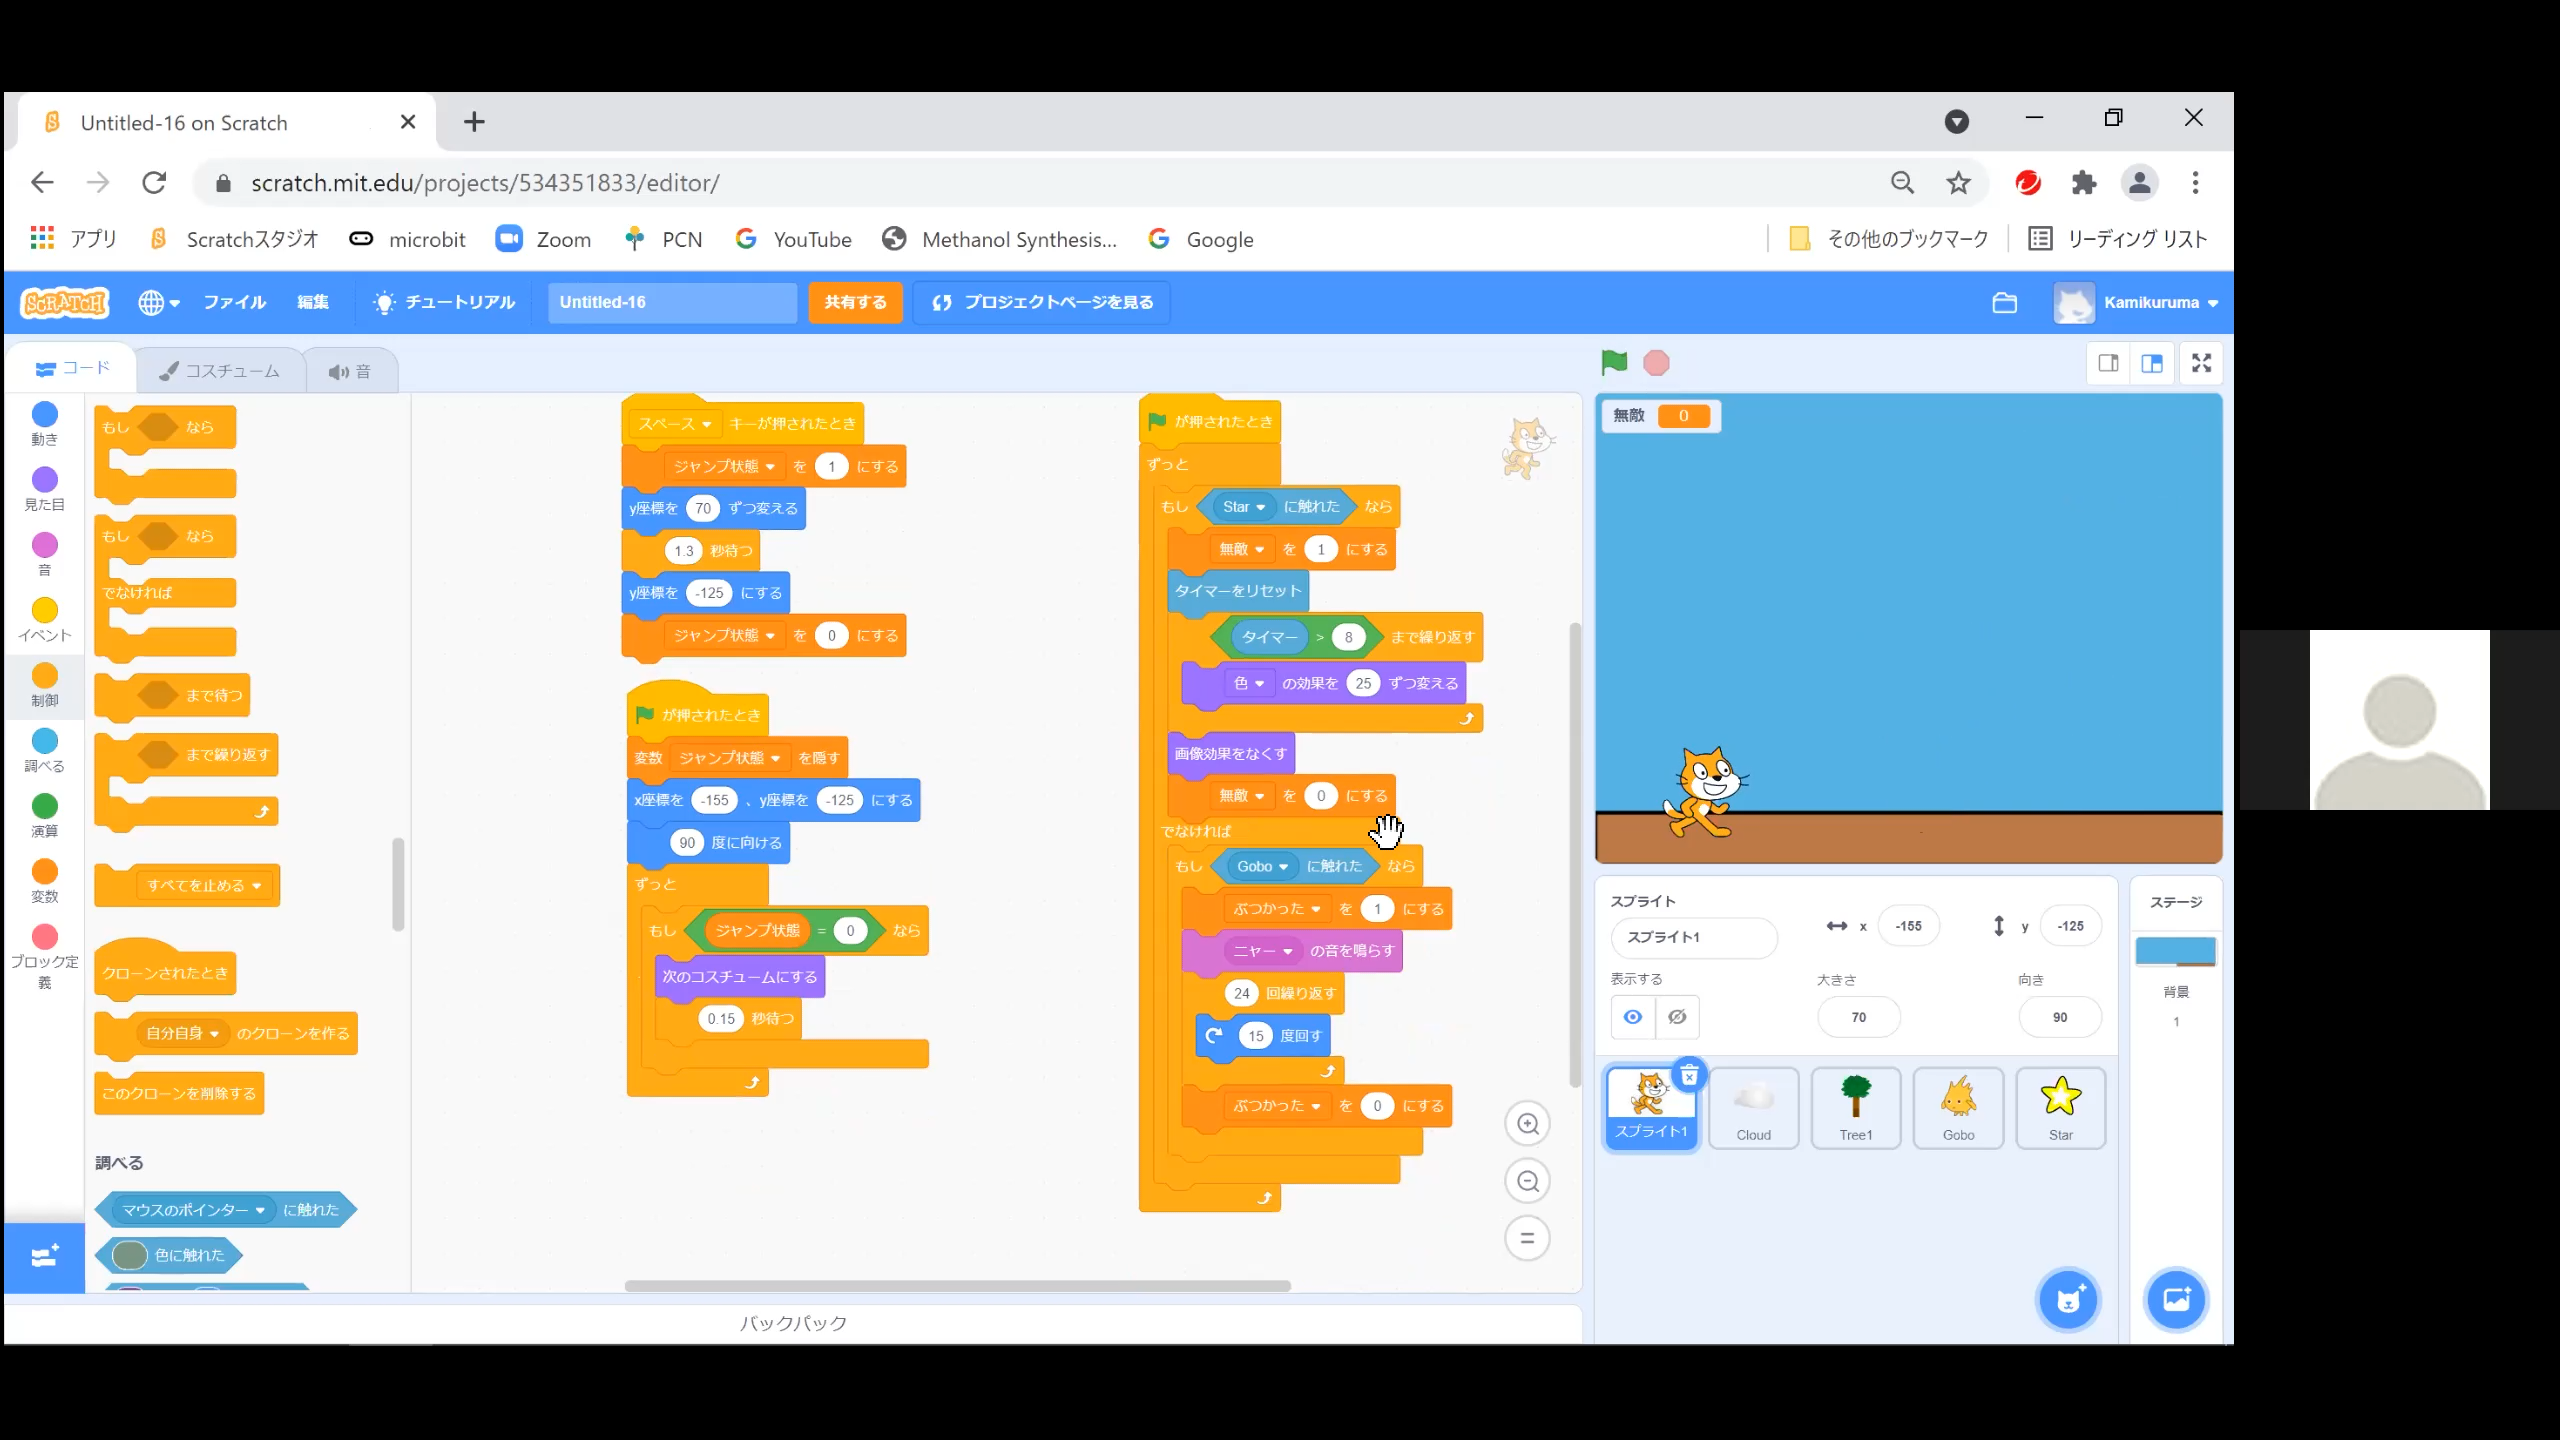 Untitled-16 on Scratch
scratch.mit.edu/projects/534351833/editor/
アプリ Scratchスタジオ microbit Zoom PCN YouTube Methanol Synthesis... Google その他のブックマーク リーディング リスト
SCRATCH ファイル 編集 チュートリアル Untitled-16 共有する プロジェクトページを見る Kamikuruma
コード コスチューム 音
動き
見た目
音
イベント
制御
調べる
演算
変数
ブロック定義
もし なら
もし なら
でなければ
まで待つ
まで繰り返す
すべてを止める
クローンされたとき
自分自身 のクローンを作る
このクローンを削除する
調べる
マウスのポインター に触れた
色に触れた
スペース キーが押されたとき
ジャンプ状態 を 1 にする
y座標を 70 ずつ変える
1.3 秒待つ
y座標を -125 にする
ジャンプ状態 を 0 にする
が押されたとき
変数 ジャンプ状態 を隠す
x座標を -155 、y座標を -125 にする
90 度に向ける
ずっと
もし ジャンプ状態 = 0 なら
次のコスチュームにする
0.15 秒待つ
が押されたとき
ずっと
もし Star に触れた なら
無敵 を 1 にする
タイマーをリセット
タイマー > 8 まで繰り返す
色 の効果を 25 ずつ変える
画像効果をなくす
無敵 を 0 にする
でなければ
もし Gobo に触れた なら
ぶつかった を 1 にする
ニャー の音を鳴らす
24 回繰り返す
15 度回す
ぶつかった を 0 にする
バックパック
無敵 0
スプライト
スプライト1 x -155 y -125
表示する 大きさ 向き
70 90
スプライト1 Cloud Tree1 Gobo Star
ステージ
背景
1